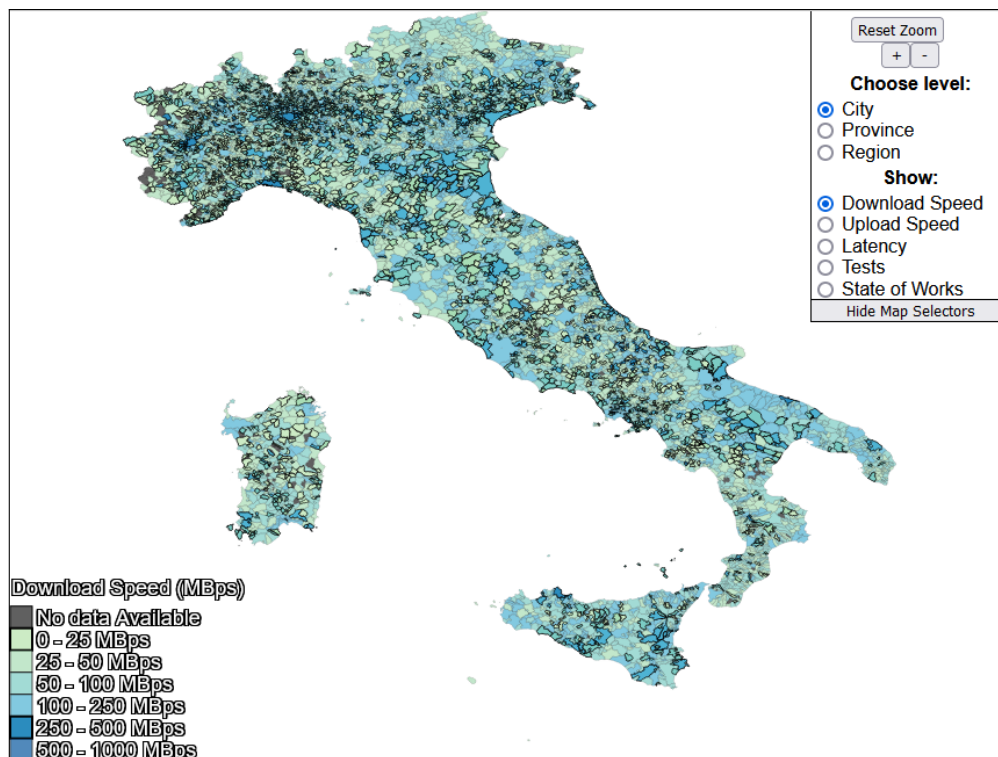 Reset Zoom
+ -
Choose level:
City
Province
Region
Show:
Download Speed
Upload Speed
Latency
Tests
State of Works
Hide Map Selectors
Download Speed (MBps)
No data Available
0 - 25 MBps
25 - 50 MBps
50 - 100 MBps
100 - 250 MBps
250 - 500 MBps
500 - 1000 MBps